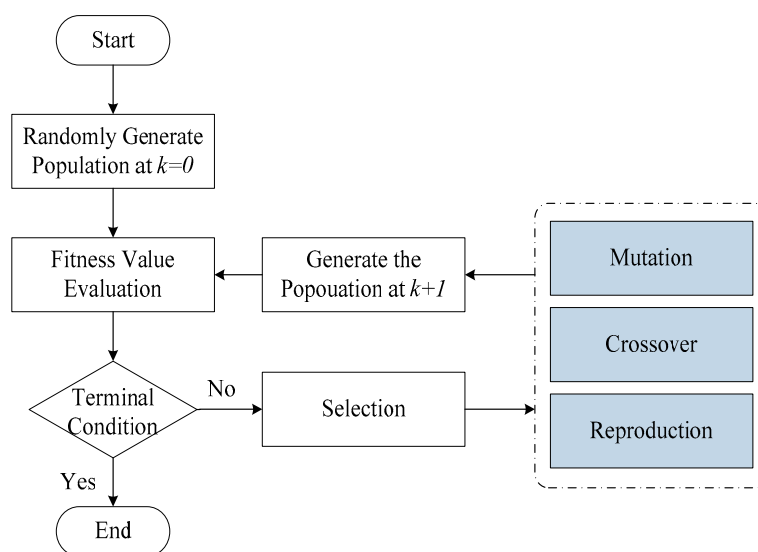 Start
Randomly Generate
Population at k=0
Fitness Value
Evaluation
Generate the
Popouation at k+1
Mutation
Crossover
Reproduction
Terminal
Condition
No
Selection
Yes
End